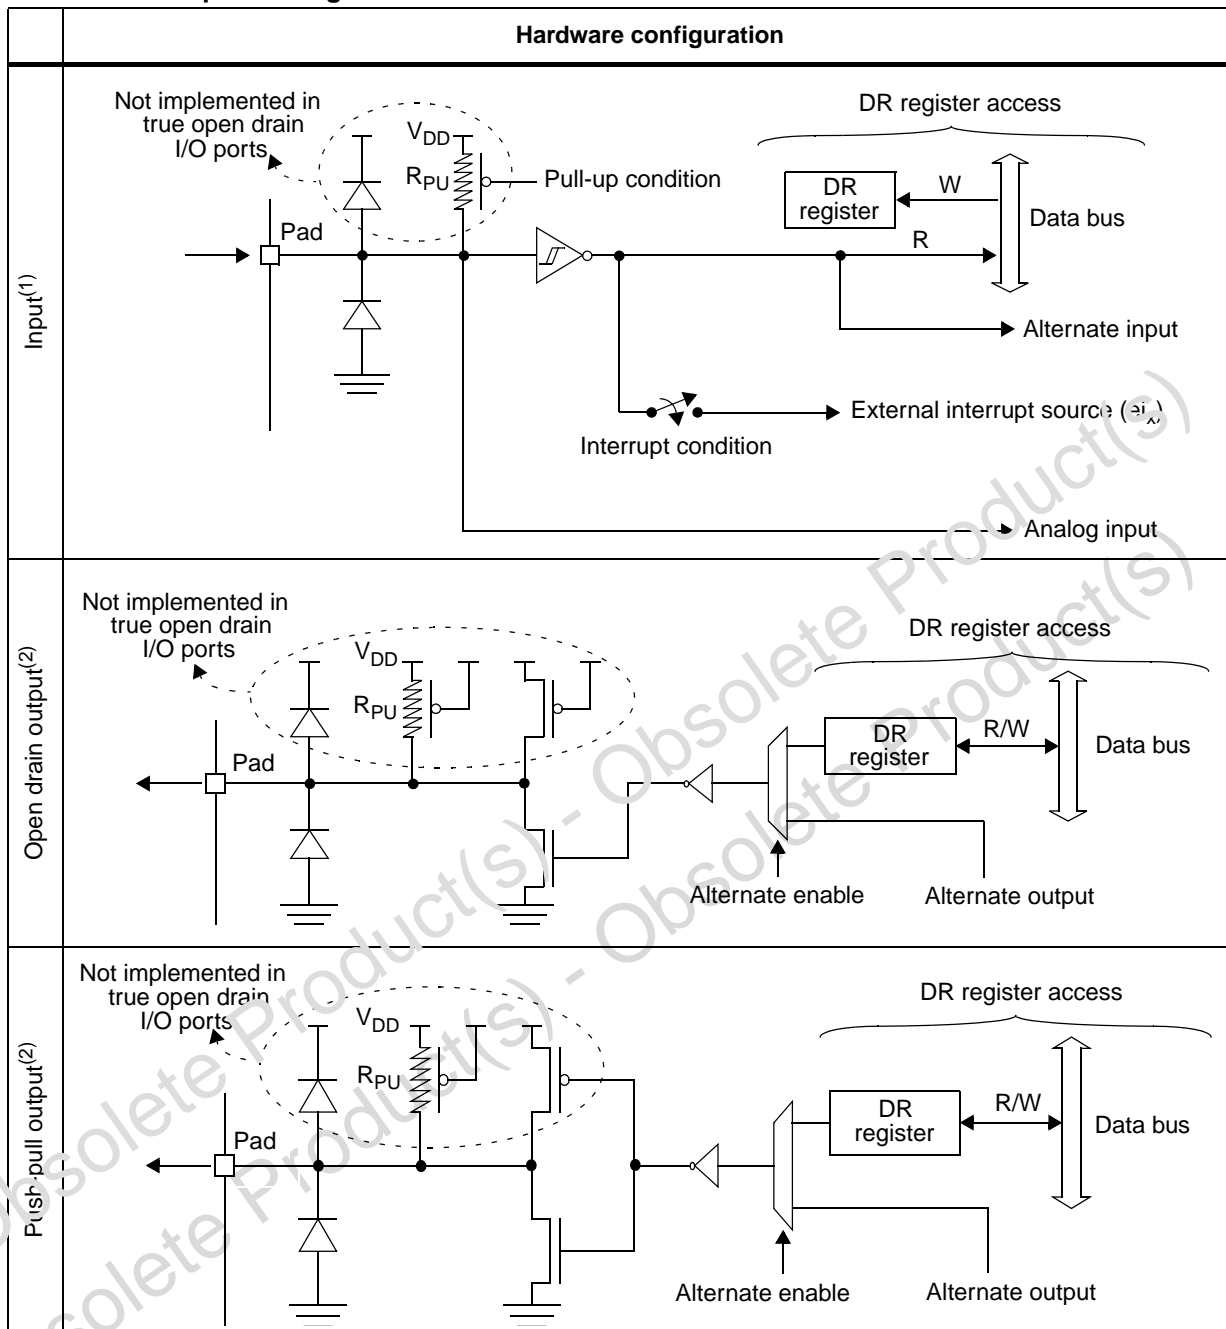 Hardware configuration
Input(1)
Not implemented in
true open drain
I/O ports
VDD
RPU
Pull-up condition
Pad
DR register access
DR
register
W
R
Data bus
Alternate input
External interrupt source (eix)
Interrupt condition
Analog input
Open drain output(2)
Not implemented in
true open drain
I/O ports
VDD
RPU
Pad
DR register access
DR
register
R/W
Data bus
Alternate enable
Alternate output
Push-pull output(2)
Not implemented in
true open drain
I/O ports
VDD
RPU
Pad
DR register access
DR
register
R/W
Data bus
Alternate enable
Alternate output
Obsolete Product(s) - Obsolete Product(s)
Obsolete Product(s) - Obsolete Product(s)